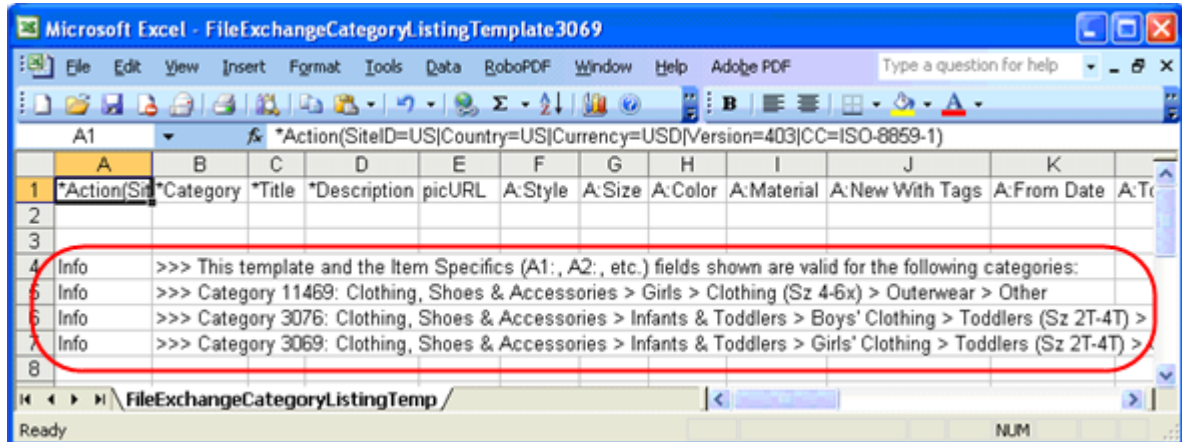 Microsoft Excel - FileExchangeCategoryListingTemplate3069
File Edit View Insert Format Tools Data RoboPDF Window Help Adobe PDF Type a question for help
A1 fx *Action(SiteID=US|Country=US|Currency=USD|Version=403|CC=ISO-8859-1)
A B C D E F G H I J K
1 *Action(Sit *Category *Title *Description picURL A:Style A:Size A:Color A:Material A:New With Tags A:From Date A:To
2
3
4 Info >>> This template and the Item Specifics (A1:, A2:, etc.) fields shown are valid for the following categories:
5 Info >>> Category 11469: Clothing, Shoes & Accessories > Girls > Clothing (Sz 4-6x) > Outerwear > Other
6 Info >>> Category 3076: Clothing, Shoes & Accessories > Infants & Toddlers > Boys' Clothing > Toddlers (Sz 2T-4T) >
7 Info >>> Category 3069: Clothing, Shoes & Accessories > Infants & Toddlers > Girls' Clothing > Toddlers (Sz 2T-4T) >
8
FileExchangeCategoryListingTemp
Ready NUM